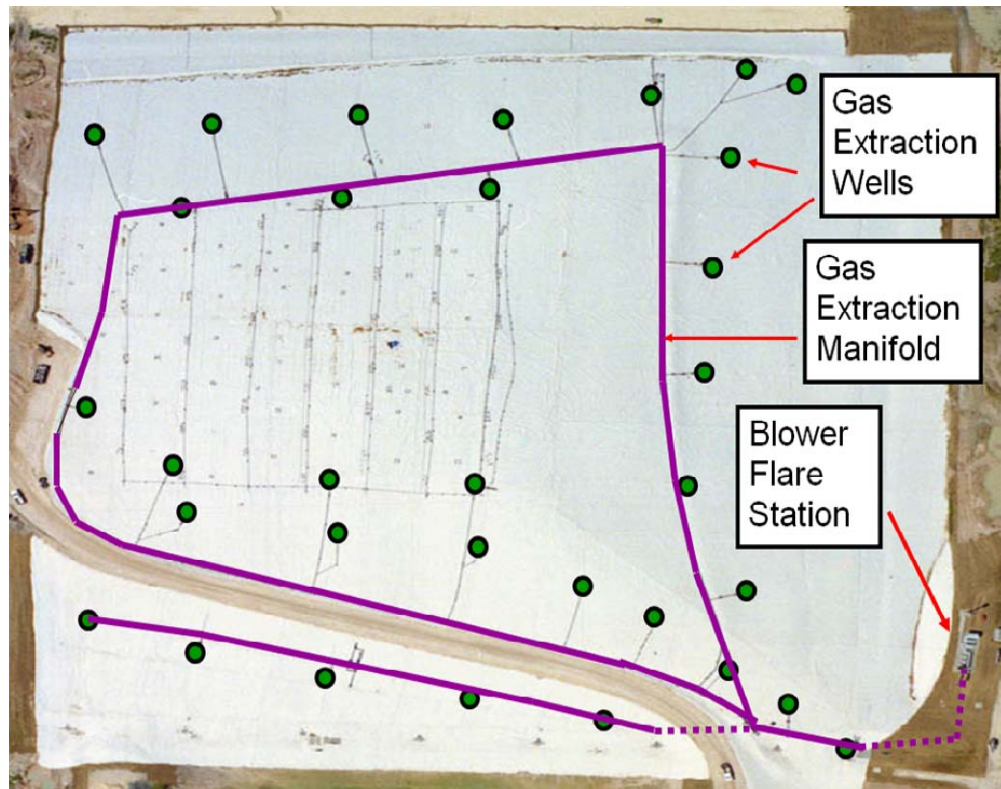 Gas
Extraction
Wells
Gas
Extraction
Manifold
Blower
Flare
Station